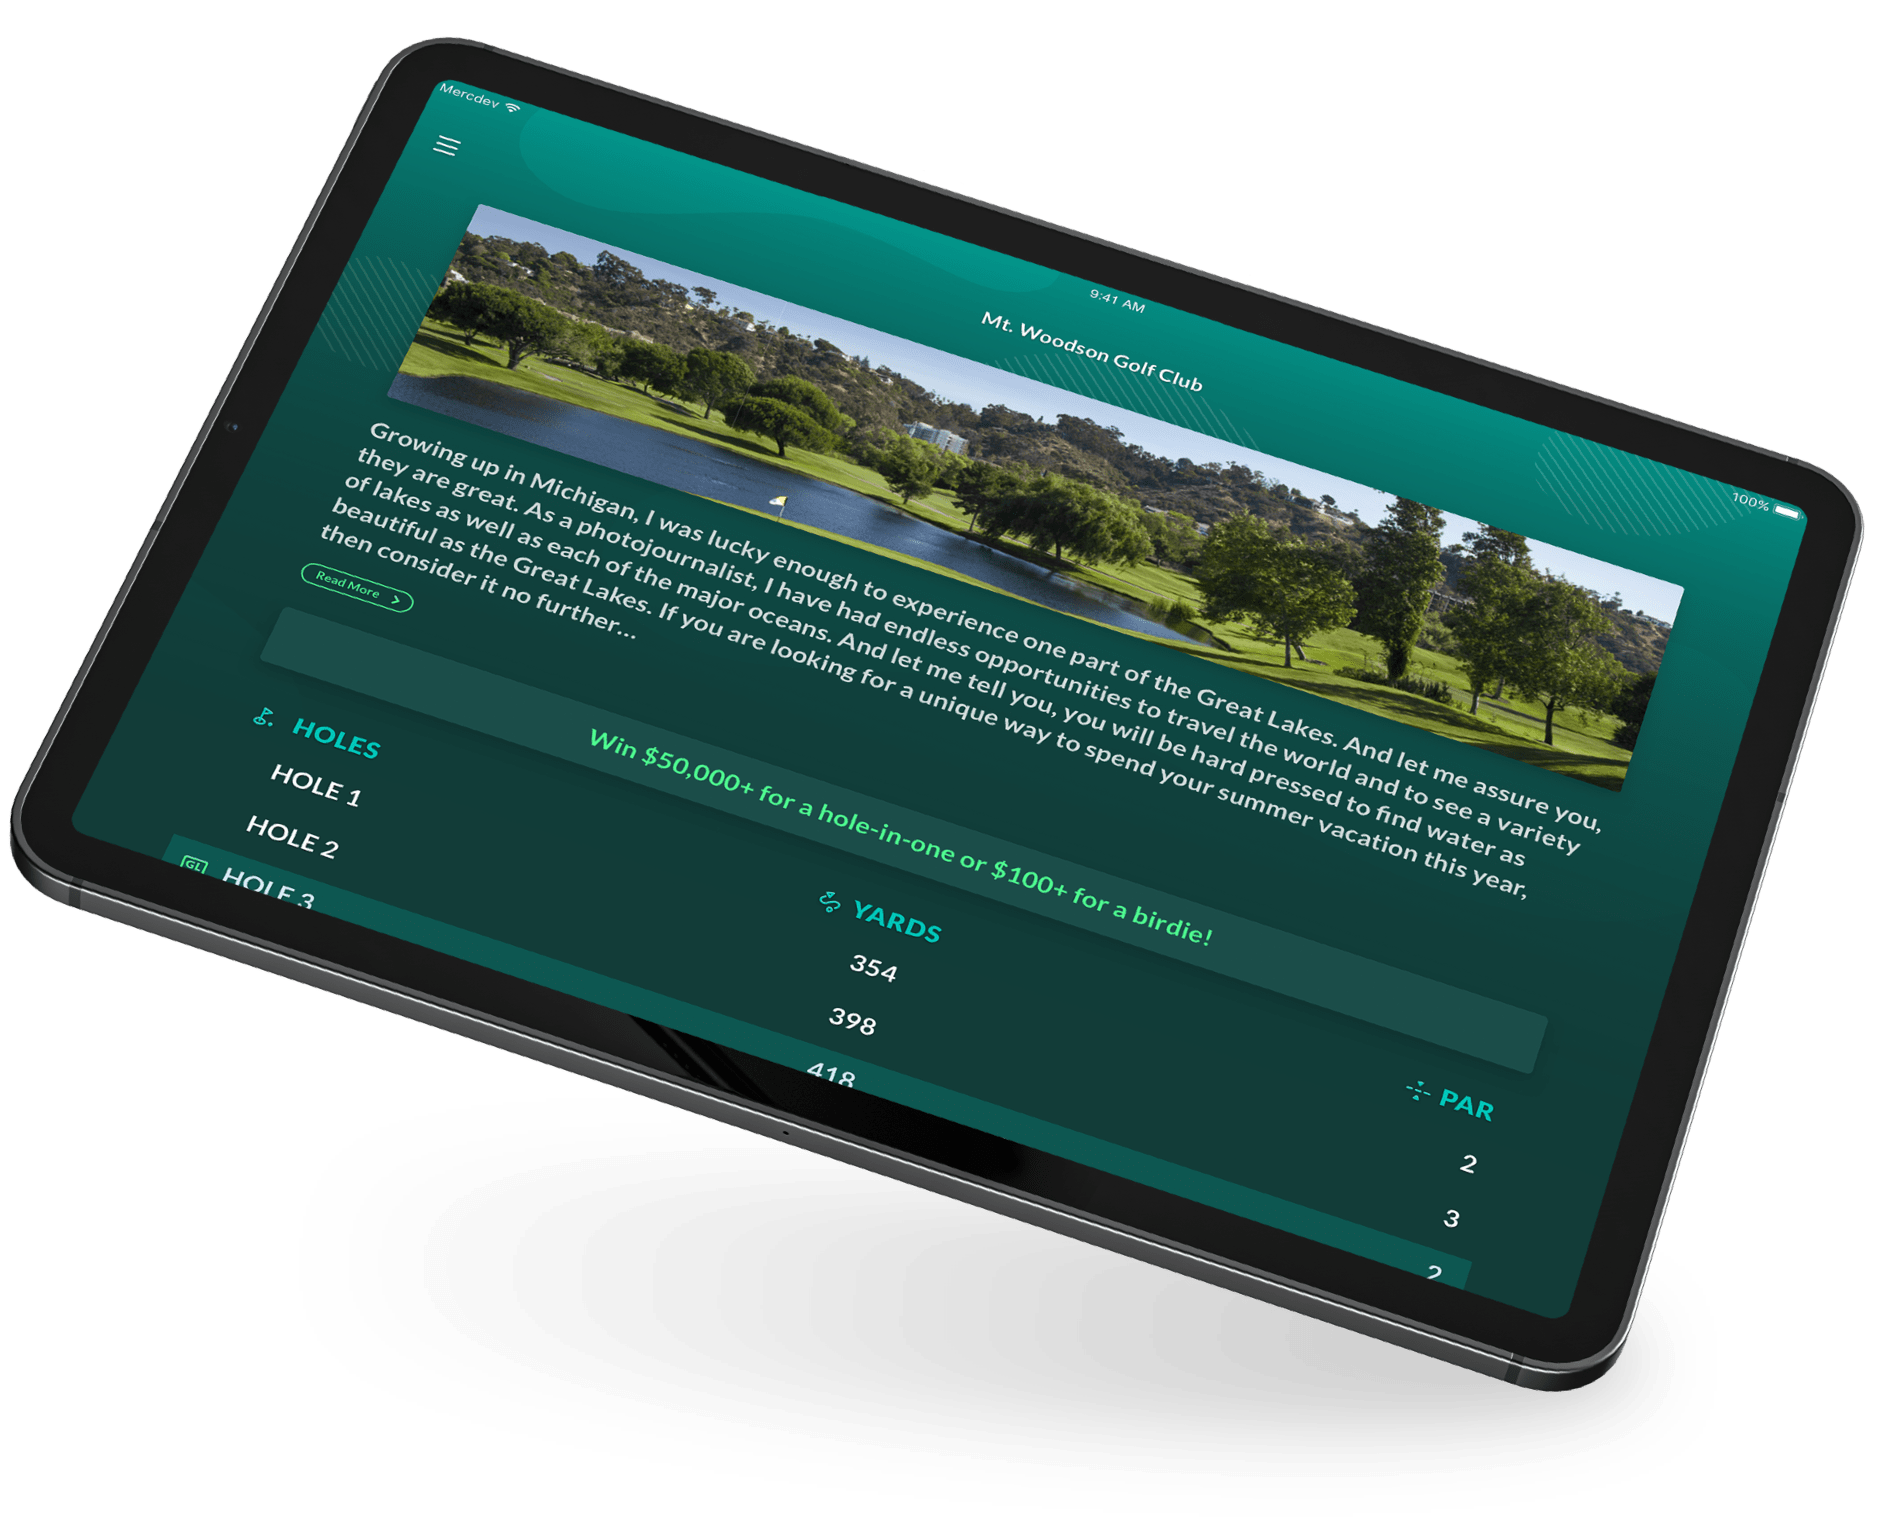 Mercdev
9:41 AM
100%
Mt. Woodson Golf Club
Growing up in Michigan, I was lucky enough to experience one part of the Great Lakes. And let me assure you,
they are great. As a photojournalist, I have had endless opportunities to travel the world and to see a variety
of lakes as well as each of the major oceans. And let me tell you, you will be hard pressed to find water as
beautiful as the Great Lakes. If you are looking for a unique way to spend your summer vacation this year,
then consider it no further...
Read More
Win $50,000+ for a hole-in-one or $100+ for a birdie!
HOLES YARDS PAR
HOLE 1 354 2
HOLE 2 398 3
GL HOLE 3 418 2